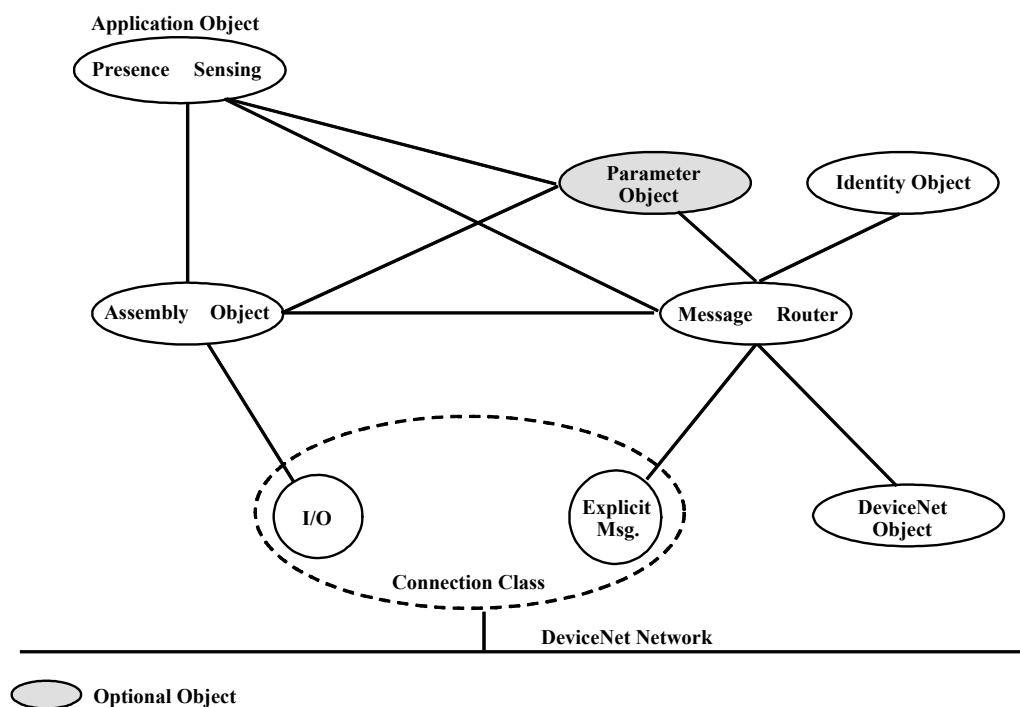 Application Object
Presence Sensing
Parameter
Object
Identity Object
Assembly Object
Message Router
I/O
Explicit
Msg.
DeviceNet
Object
Connection Class
DeviceNet Network
Optional Object